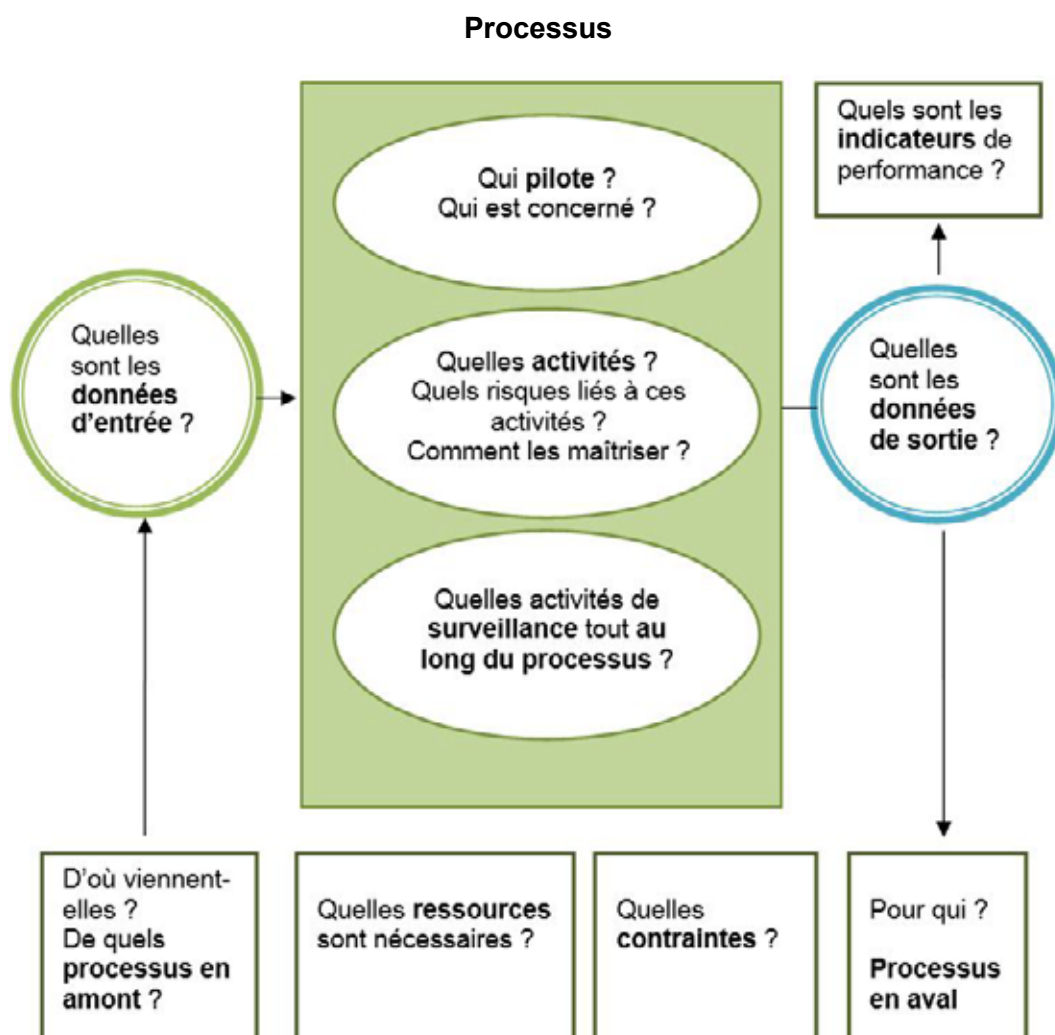 Processus
Quels sont les
indicateurs de
performance ?
Qui pilote ?
Qui est concerné ?
Quelles
sont les
données
d'entrée ?
Quelles activités ?
Quels risques liés à ces
activités ?
Comment les maîtriser ?
Quelles
sont les
données
de sortie ?
Quelles activités de
surveillance tout au
long du processus ?
D'où viennent-
elles ?
De quels
processus en
amont ?
Quelles ressources
sont nécessaires ?
Quelles
contraintes ?
Pour qui ?
Processus
en aval